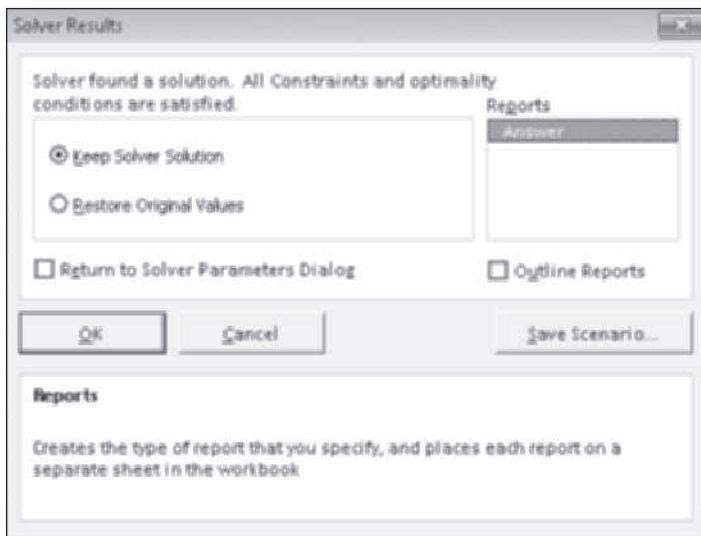 Solver Results
Solver found a solution. All Constraints and optimality
conditions are satisfied.
Reports
Answer
Keep Solver Solution
Restore Original Values
Return to Solver Parameters Dialog
Outline Reports
OK
Cancel
Save Scenario...
Reports
Creates the type of report that you specify, and places each report on a
separate sheet in the workbook